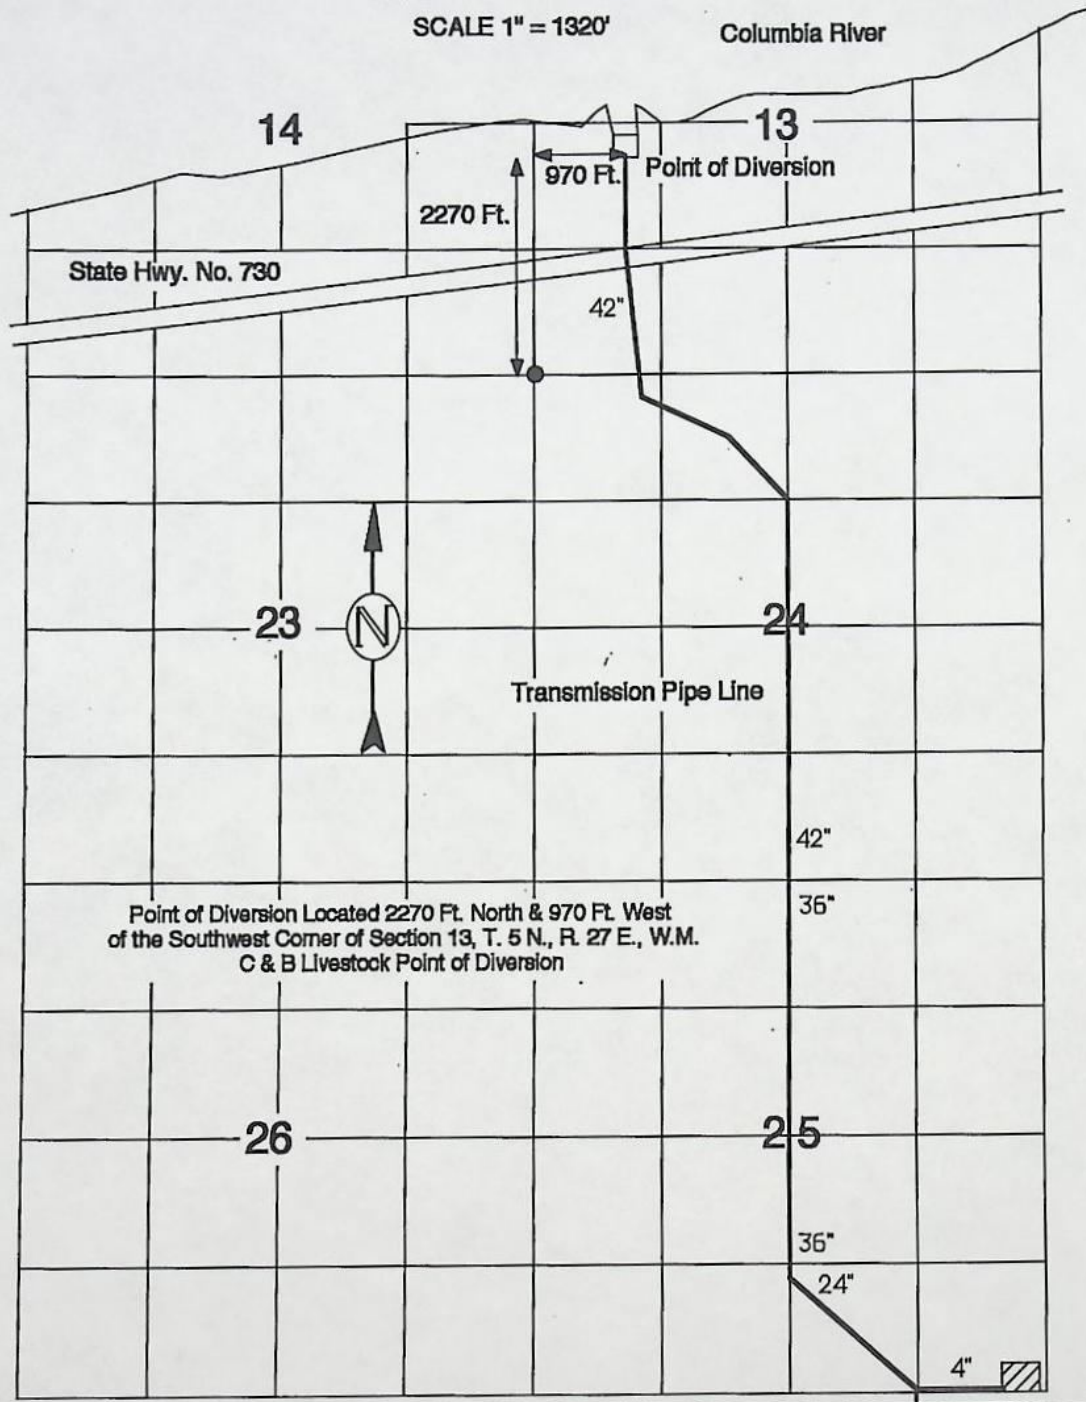 SCALE 1" = 1320'
Columbia River
14
13
970 Ft.
Point of Diversion
2270 Ft.
State Hwy. No. 730
42"
23
N
24
Transmission Pipe Line
42"
36"
Point of Diversion Located 2270 Ft. North & 970 Ft. West
of the Southwest Corner of Section 13, T. 5 N., R. 27 E., W.M.
C & B Livestock Point of Diversion
26
25
36"
24"
4"